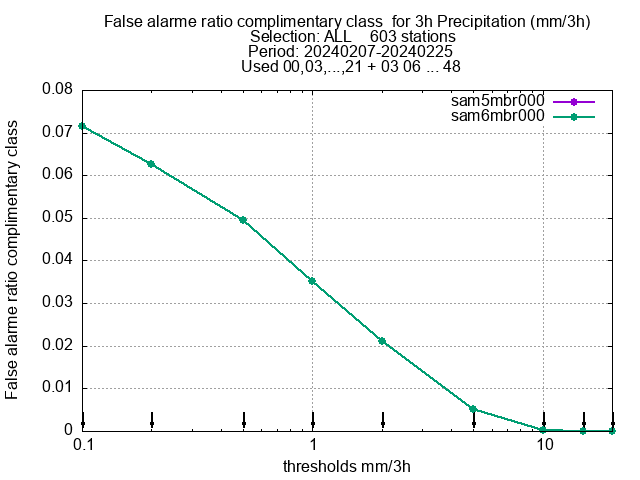 False alarme ratio complimentary class  for 3h Precipitation (mm/3h)
Selection: ALL    603 stations
Period: 20240207-20240225
Used 00,03,...,21 + 03 06 ... 48
sam5mbr000
sam6mbr000
False alarme ratio complimentary class
0.08
0.07
0.06
0.05
0.04
0.03
0.02
0.01
0
0.1 1 10
thresholds mm/3h